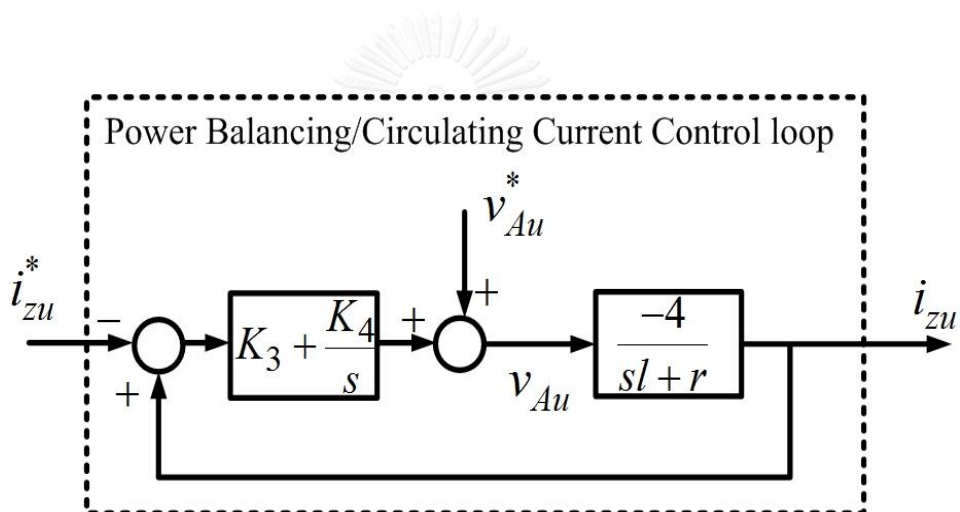 Power Balancing/Circulating Current Control loop
v*Au
i*zu
−
+
K3 + K4/s
+
+
vAu
−4
sl + r
izu